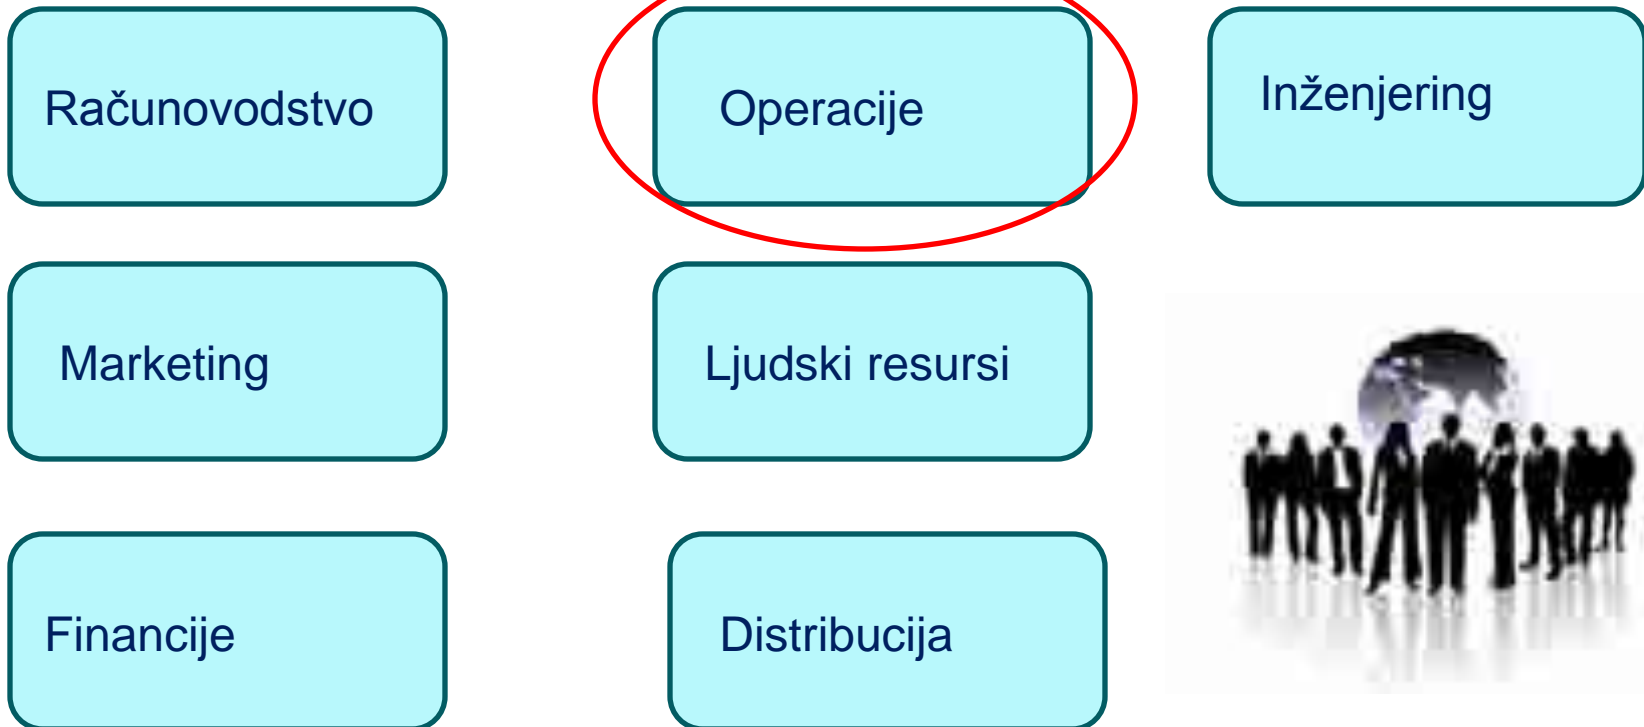 Računovodstvo
Operacije
Inženjering
Marketing
Ljudski resursi
Financije
Distribucija